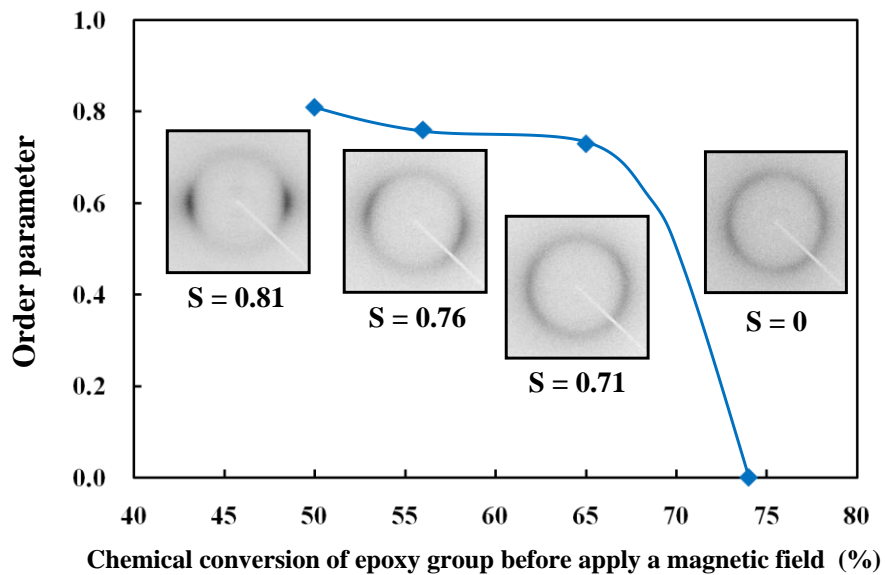 1.0
0.8
0.6
0.4
0.2
0.0
Order parameter
S = 0.81
S = 0.76
S = 0.71
S = 0
40 45 50 55 60 65 70 75 80
Chemical conversion of epoxy group before apply a magnetic field (%)